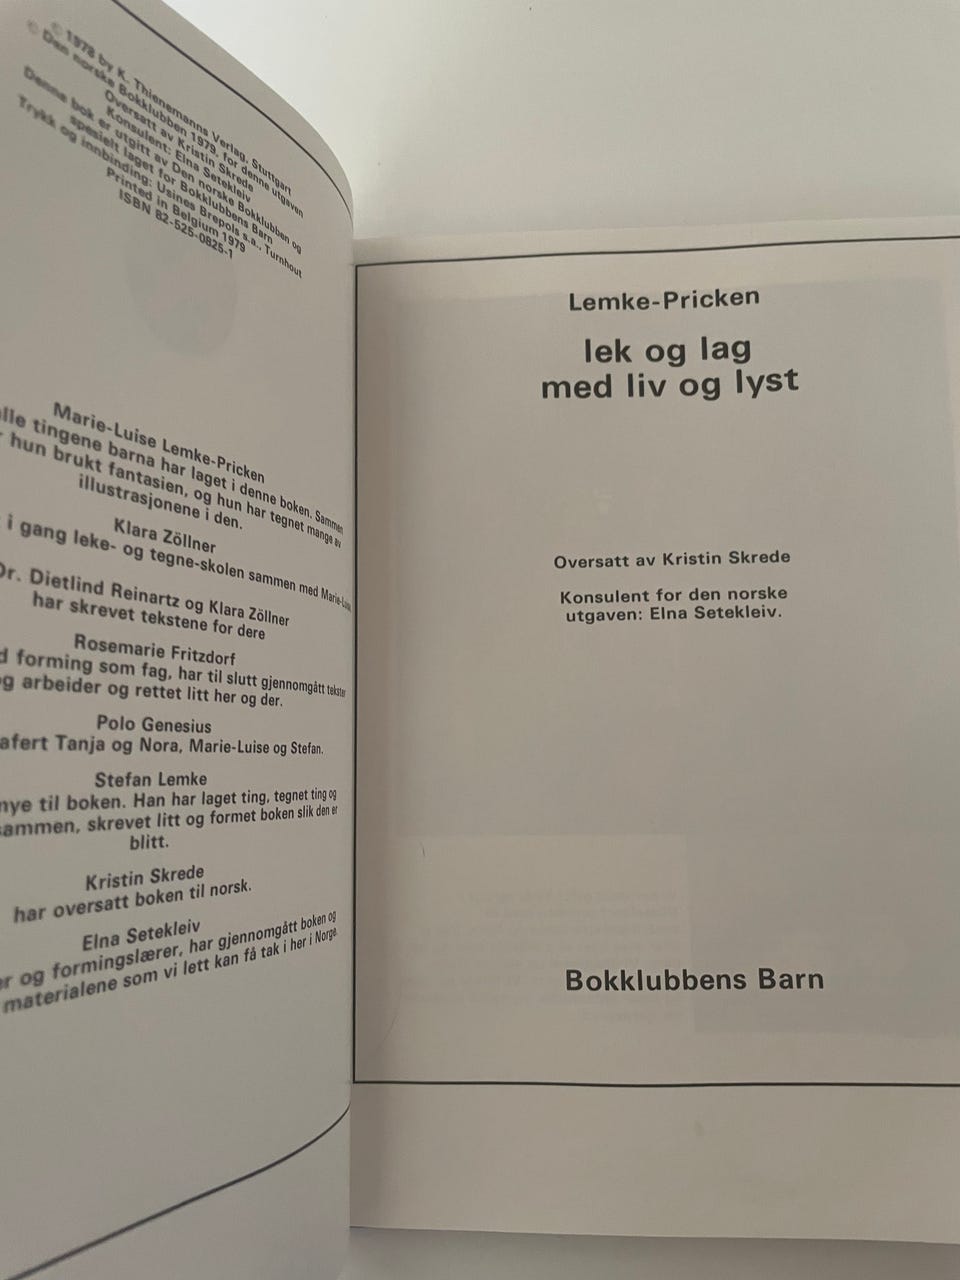 © 1978 by K. Thienemanns Verlag, Stuttgart
© Den norske Bokklubben 1979, for denne utgaven
Oversatt av Kristin Skrede
Konsulent: Elna Setekleiv
Denne bok er utgitt av Den norske Bokklubben og
spesielt laget for Bokklubbens Barn
Trykk og innbinding: Usines Brepols s.a., Turnhout
Printed in Belgium 1979
ISBN 82-525-0825-1
Marie-Luise Lemke-Pricken
alle tingene barna har laget i denne boken. Sammen
hun brukt fantasien, og hun har tegnet mange av
illustrasjonene i den.
Klara Zöllner
i gang leke- og tegne-skolen sammen med Marie-Luise
Dr. Dietlind Reinartz og Klara Zöllner
har skrevet tekstene for dere
Rosemarie Fritzdorf
forming som fag, har til slutt gjennomgått tekster
og arbeider og rettet litt her og der.
Polo Genesius
afert Tanja og Nora, Marie-Luise og Stefan.
Stefan Lemke
mye til boken. Han har laget ting, tegnet ting og
sammen, skrevet litt og formet boken slik den er
blitt.
Kristin Skrede
har oversatt boken til norsk.
Elna Setekleiv
er og formingslærer, har gjennomgått boken og
materialene som vi lett kan få tak i her i Norge.
Lemke-Pricken
lek og lag
med liv og lyst
Oversatt av Kristin Skrede
Konsulent for den norske
utgaven: Elna Setekleiv.
Bokklubbens Barn